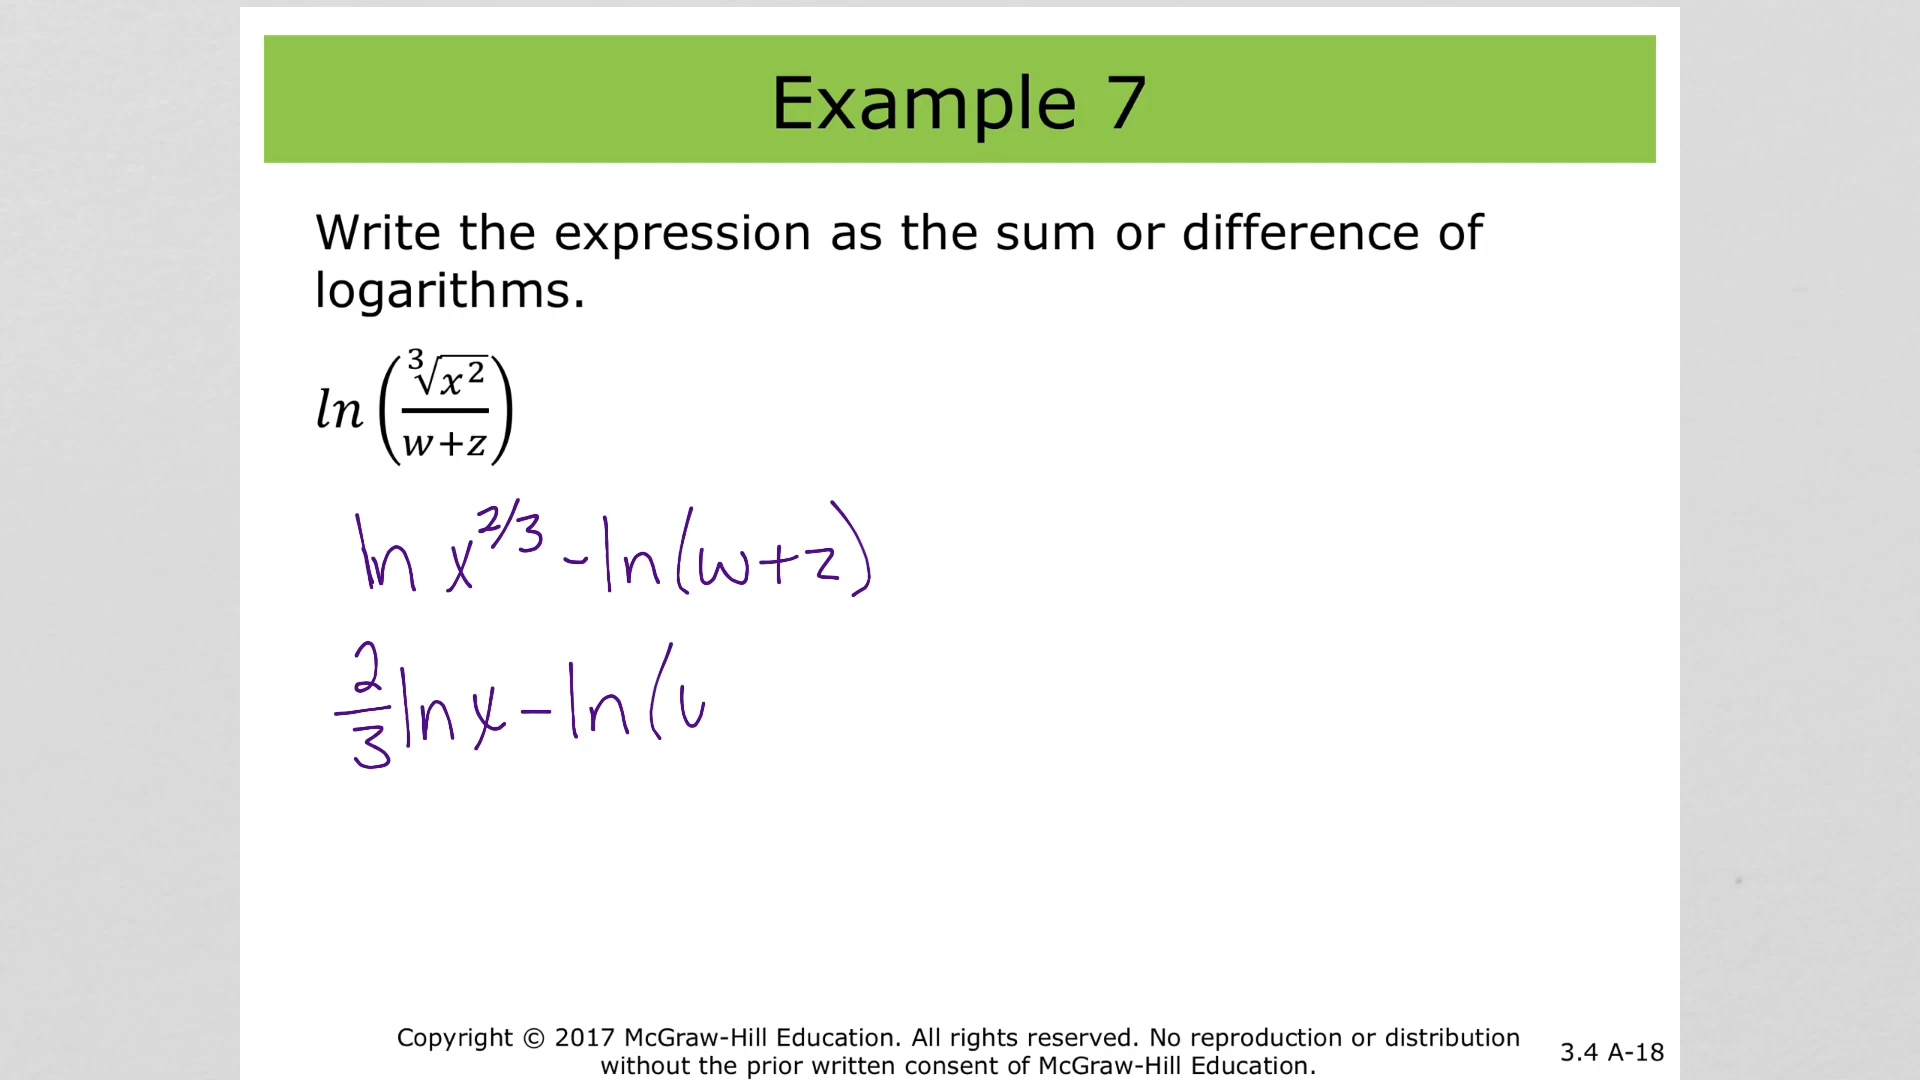 Example 7
Write the expression as the sum or difference of
logarithms.
ln(∛x²/w+z)
ln x^2/3 - ln(w+z)
2/3 ln x - ln(
Copyright © 2017 McGraw-Hill Education. All rights reserved. No reproduction or distribution
without the prior written consent of McGraw-Hill Education.
3.4 A-18